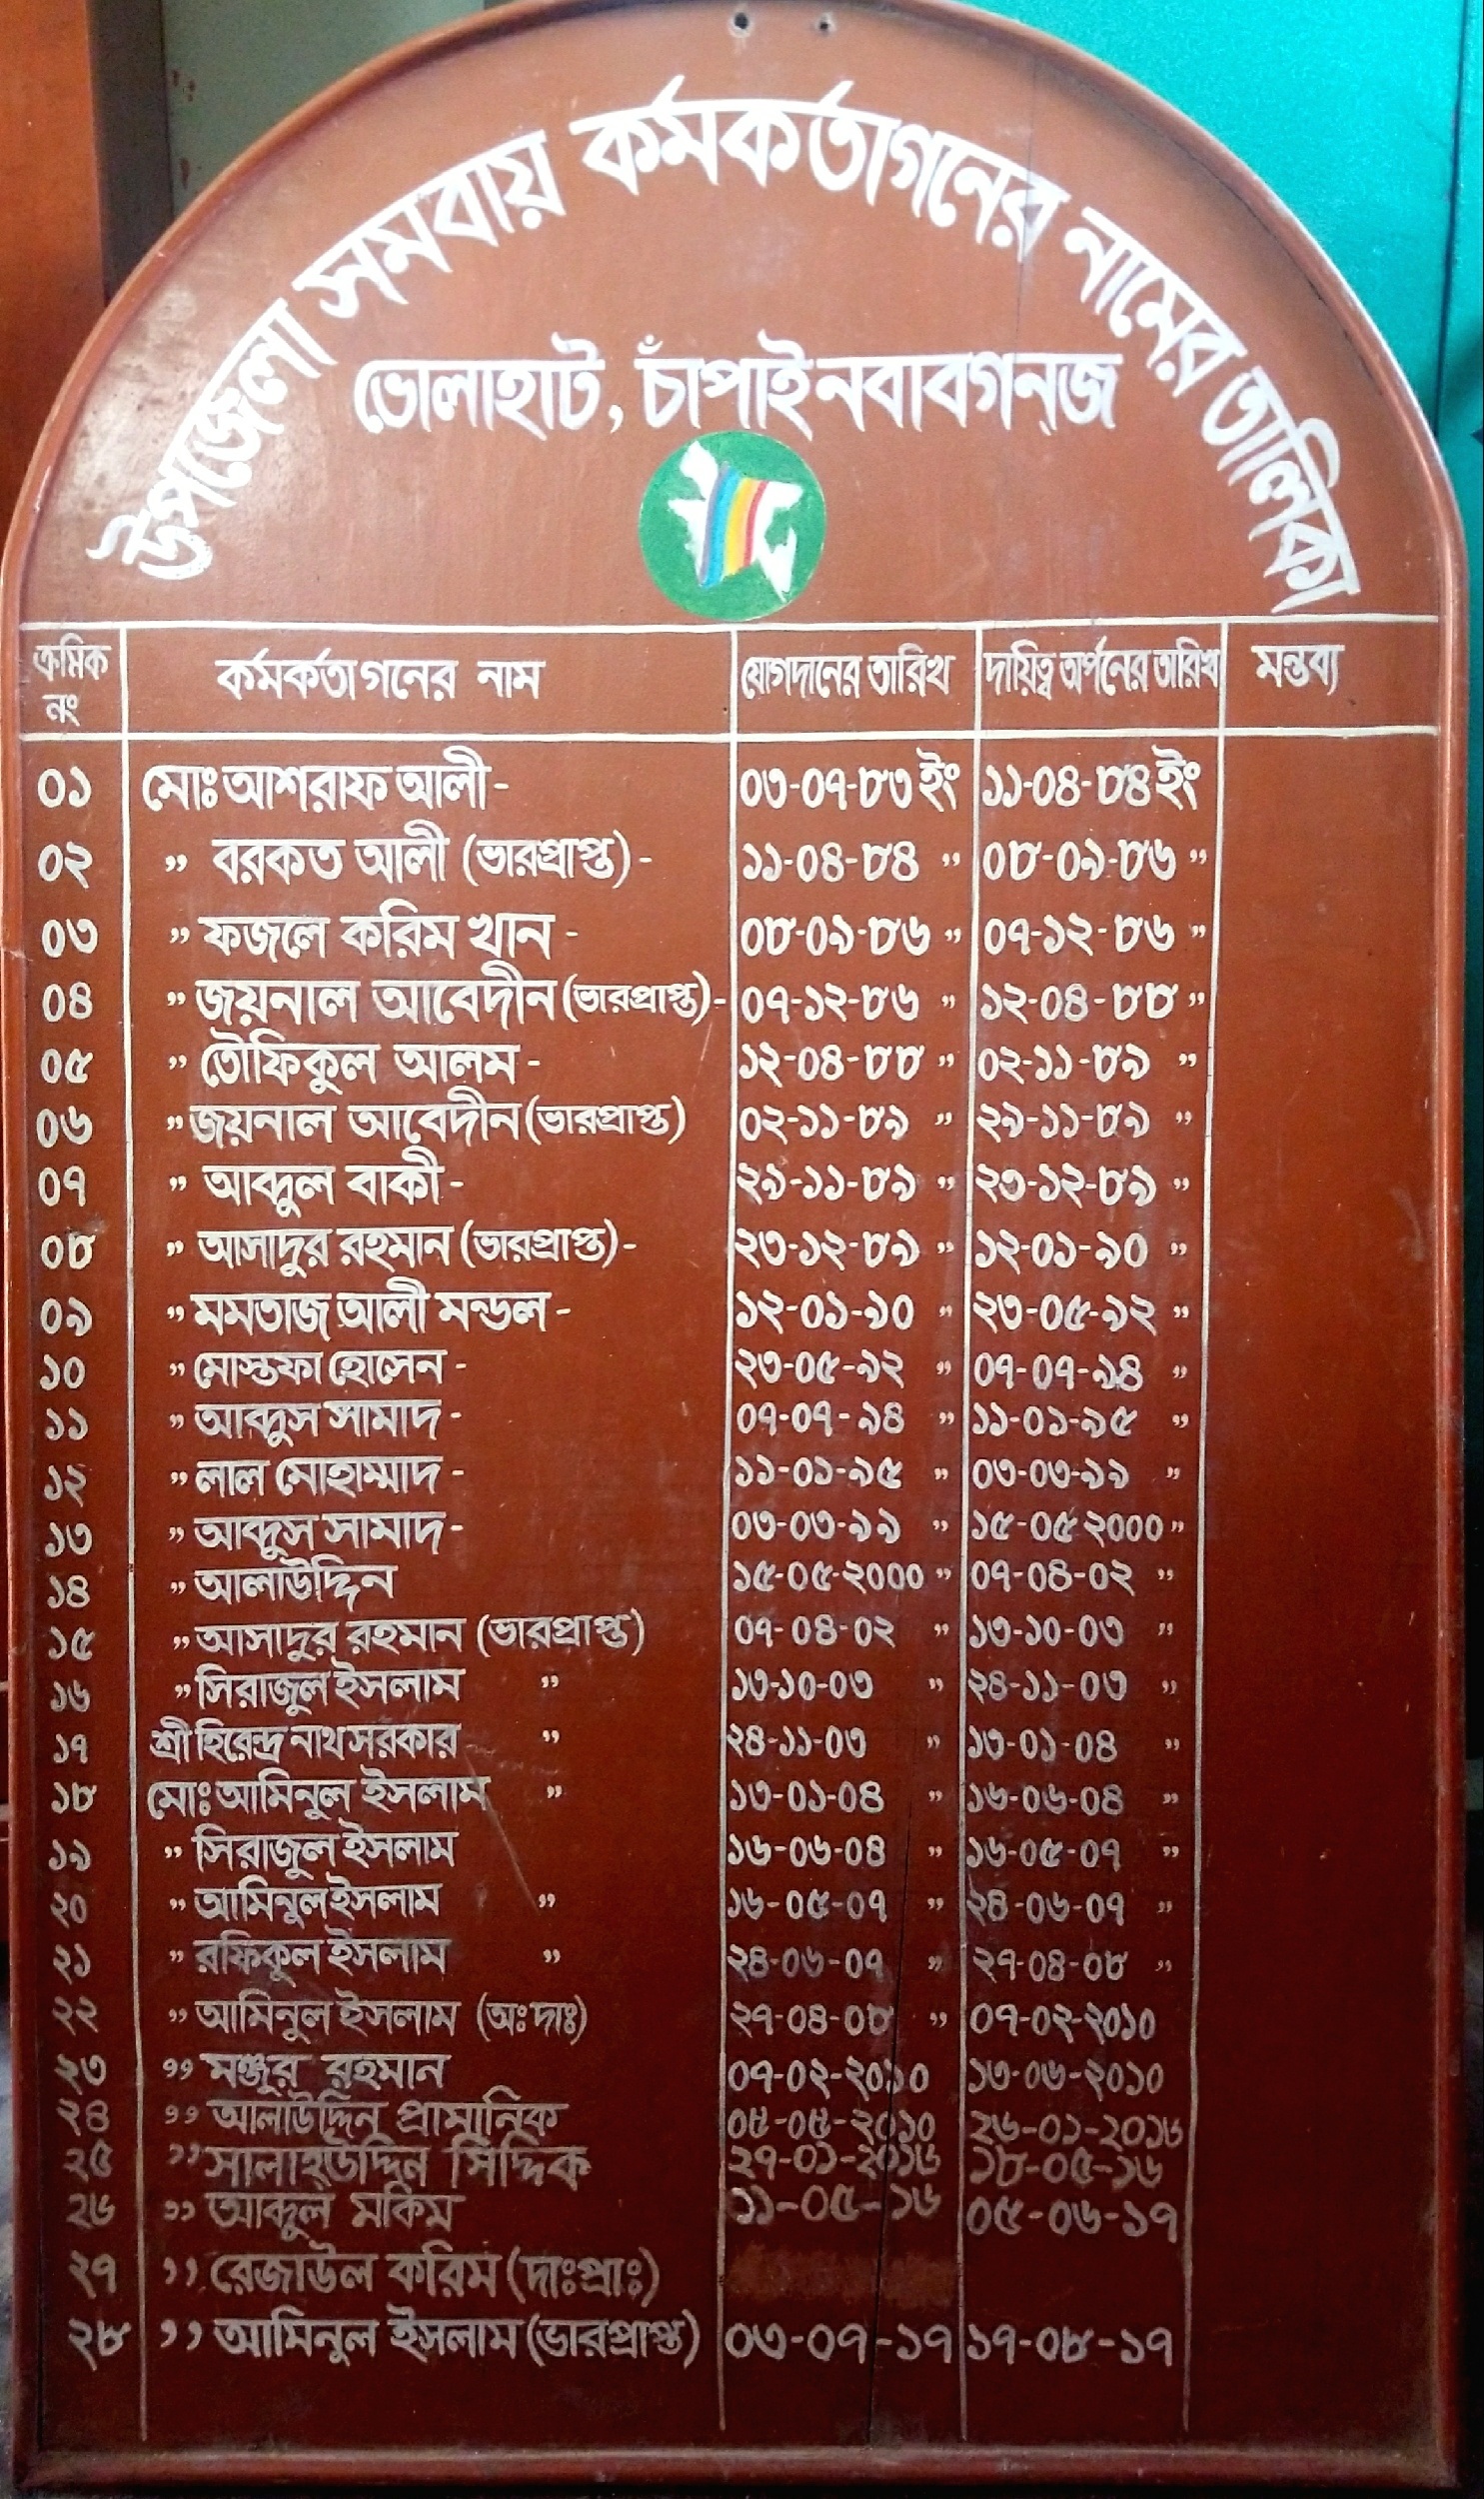 উপজেলা সমবায় কর্মকর্তাগনের নামের তালিকা
ভোলাহাট, চাঁপাইনবাবগন্জ
ক্রমিক নং কর্মকর্তাগনের নাম যোগদানের তারিখ দায়িত্ব অর্পনের তারিখ মন্তব্য
০১ মোঃ আশরাফ আলী - ০৩-০৭-৮৩ ইং ১১-০৪-৮৪ ইং
০২ " বরকত আলী (ভারপ্রাপ্ত) - ১১-০৪-৮৪ " ০৮-০৯-৮৬ "
০৩ " ফজলে করিম খান - ০৮-০৯-৮৬ " ০৭-১২-৮৬ "
০৪ " জয়নাল আবেদীন (ভারপ্রাপ্ত) - ০৭-১২-৮৬ " ১২-০৪-৮৮ "
০৫ " তৌফিকুল আলম - ১২-০৪-৮৮ " ০২-১১-৮৯ "
০৬ " জয়নাল আবেদীন (ভারপ্রাপ্ত) ০২-১১-৮৯ " ২৯-১১-৮৯ "
০৭ " আব্দুল বাকী - ২৯-১১-৮৯ " ২৩-১২-৮৯ "
০৮ " আসাদুর রহমান (ভারপ্রাপ্ত) - ২৩-১২-৮৯ " ১২-০১-৯০ "
০৯ " মমতাজ আলী মন্ডল - ১২-০১-৯০ " ২৩-০৫-৯২ "
১০ " মোস্তফা হোসেন - ২৩-০৫-৯২ " ০৭-০৭-৯৪ "
১১ " আব্দুস সামাদ - ০৭-০৭-৯৪ " ১১-০১-৯৫ "
১২ " লাল মোহাম্মাদ - ১১-০১-৯৫ " ০৩-০৩-৯৯ "
১৩ " আব্দুস সামাদ - ০৩-০৩-৯৯ " ১৫-০৫২০০০ "
১৪ " আলাউদ্দিন ১৫-০৫-২০০০ " ০৭-০৪-০২ "
১৫ " আসাদুর রহমান (ভারপ্রাপ্ত) ০৭-০৪-০২ " ১৩-১০-০৩ "
১৬ " সিরাজুল ইসলাম " ১৩-১০-০৩ " ২৪-১১-০৩ "
১৭ শ্রী হিরেন্দ্র নাথ সরকার " ২৪-১১-০৩ " ১৩-০১-০৪ "
১৮ মোঃ আমিনুল ইসলাম " ১৩-০১-০৪ " ১৬-০৬-০৪ "
১৯ " সিরাজুল ইসলাম ১৬-০৬-০৪ " ১৬-০৫-০৭ "
২০ " আমিনুল ইসলাম " ১৬-০৫-০৭ " ২৪-০৬-০৭ "
২১ " রফিকুল ইসলাম " ২৪-০৬-০৭ " ২৭-০৪-০৮ "
২২ " আমিনুল ইসলাম (অঃ দাঃ) ২৭-০৪-০৮ " ০৭-০২-২০১০
২৩ " মঞ্জুর রহমান ০৭-০২-২০১০ ১৩-০৬-২০১০
২৪ " আলাউদ্দিন প্রামানিক ০৫-০৫-২০১০ ২৬-০১-২০১৬
২৫ " সালাহ্উদ্দিন সিদ্দিক ২৭-০১-২০১৬ ১৮-০৫-১৬
২৬ " আব্দুল মকিম ১১-০৫-১৬ ০৫-০৬-১৭
২৭ " রেজাউল করিম (দাঃপ্রাঃ)
২৮ " আমিনুল ইসলাম (ভারপ্রাপ্ত) ০৩-০৭-১৭ ১৭-০৮-১৭